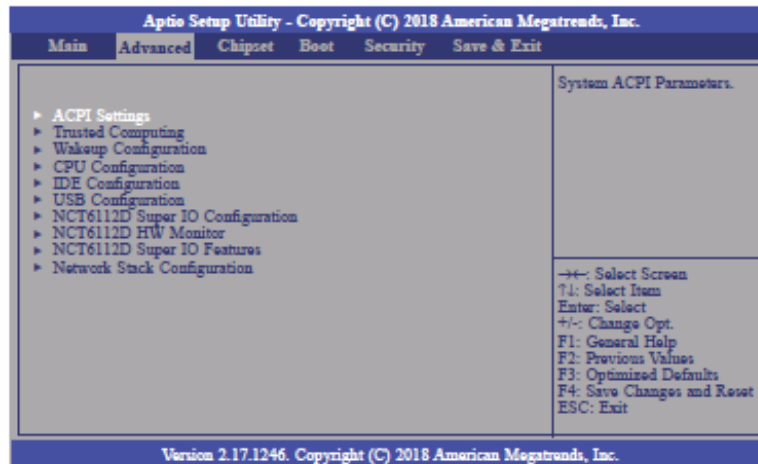 Aptio Setup Utility - Copyright (C) 2018 American Megatrends, Inc.
Main Advanced Chipset Boot Security Save & Exit
System ACPI Parameters.
► ACPI Settings
► Trusted Computing
► Wakeup Configuration
► CPU Configuration
► IDE Configuration
► USB Configuration
► NCT6112D Super IO Configuration
► NCT6112D HW Monitor
► NCT6112D Super IO Features
► Network Stack Configuration
→←: Select Screen
↑↓: Select Item
Enter: Select
+/-: Change Opt.
F1: General Help
F2: Previous Values
F3: Optimized Defaults
F4: Save Changes and Reset
ESC: Exit
Version 2.17.1246. Copyright (C) 2018 American Megatrends, Inc.